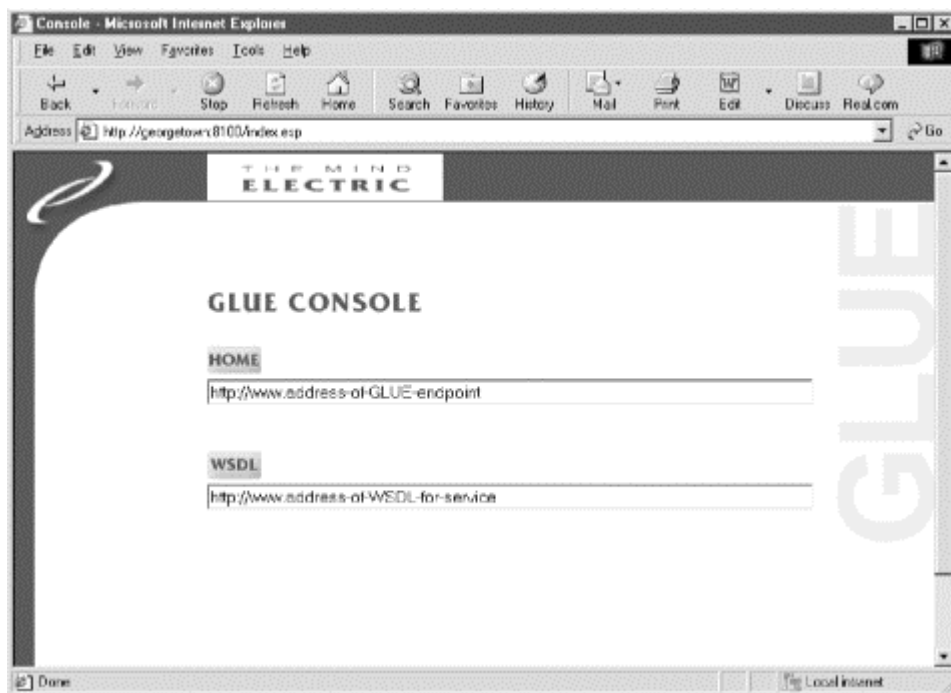 Console - Microsoft Internet Explorer
File Edit View Favorites Tools Help
Back Forward Stop Refresh Home Search Favorites History Mail Print Edit Discuss Real.com
Address http://georgetown:8100/index.esp Go
THE MIND
ELECTRIC
GLUE
GLUE CONSOLE
HOME
http://www.address-of-GLUE-endpoint
WSDL
http://www.address-of-WSDL-for-service
Done Local intranet